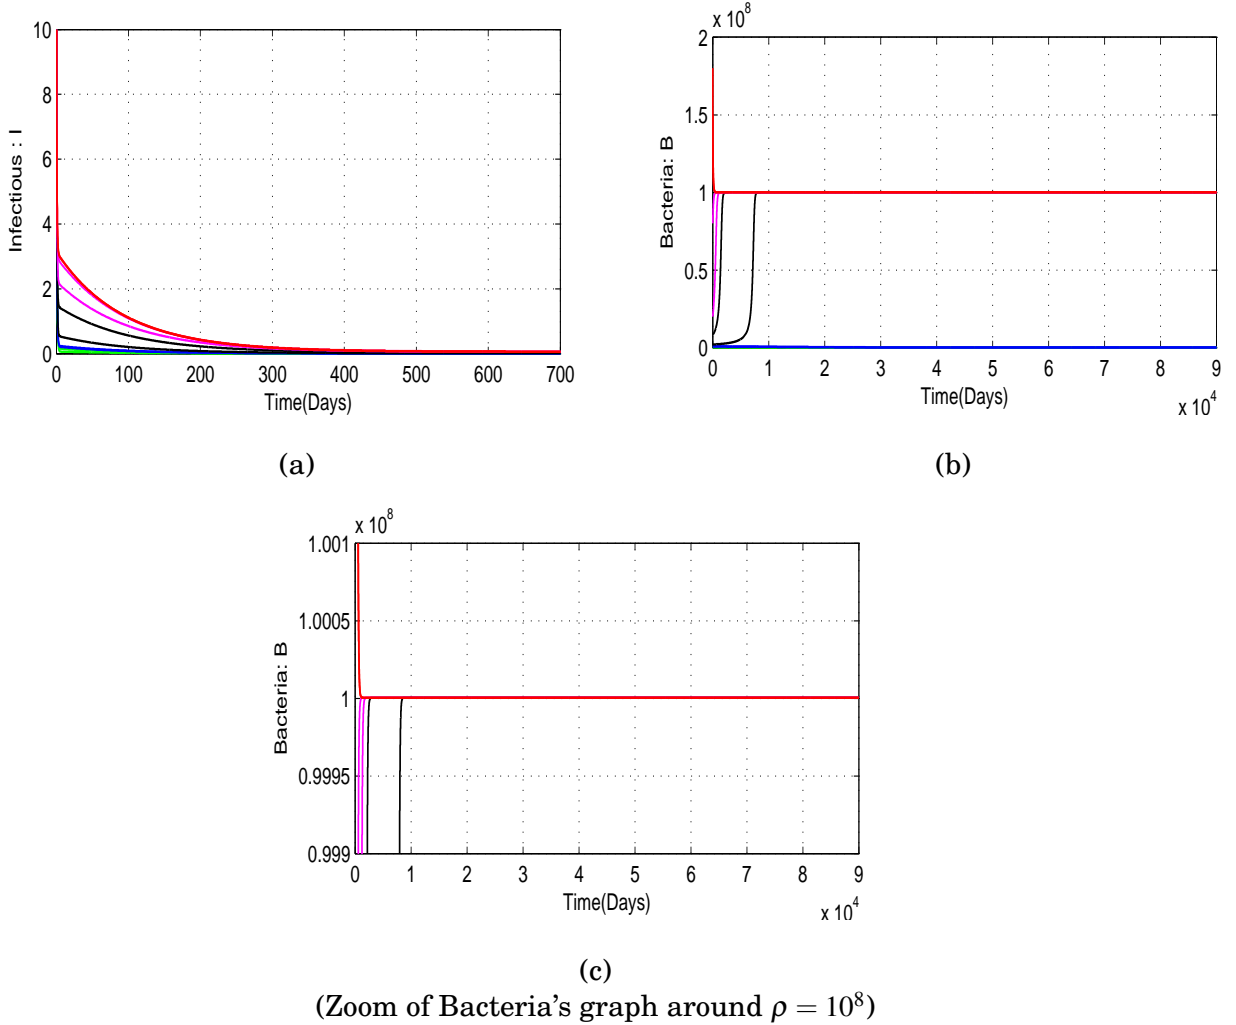 10
8
6
4
2
0
Infectious : I
0 100 200 300 400 500 600 700
Time(Days)
(a)
x 10^8
2
1.5
1
0.5
0
Bacteria: B
0 1 2 3 4 5 6 7 8 9
Time(Days)
x 10^4
(b)
x 10^8
1.001
1.0005
1
0.9995
0.999
Bacteria: B
0 1 2 3 4 5 6 7 8 9
Time(Days)
x 10^4
(c)
(Zoom of Bacteria's graph around ρ = 10^8)